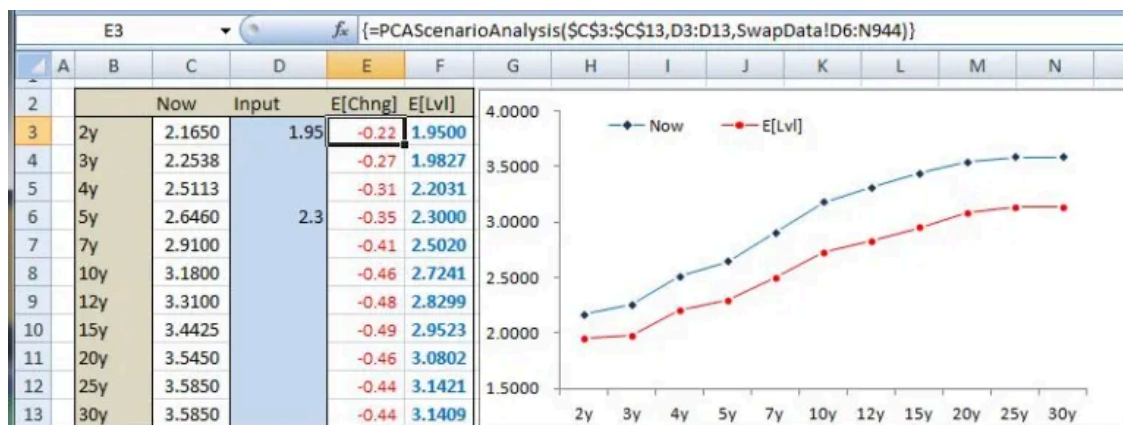 E3 fx {=PCAScenarioAnalysis($C$3:$C$13,D3:D13,SwapData!D6:N944)}
A B C D E F G H I J K L M N
2 Now Input E[Chng] E[Lvl]
3 2y 2.1650 1.95 -0.22 1.9500
4 3y 2.2538 -0.27 1.9827
5 4y 2.5113 -0.31 2.2031
6 5y 2.6460 2.3 -0.35 2.3000
7 7y 2.9100 -0.41 2.5020
8 10y 3.1800 -0.46 2.7241
9 12y 3.3100 -0.48 2.8299
10 15y 3.4425 -0.49 2.9523
11 20y 3.5450 -0.46 3.0802
12 25y 3.5850 -0.44 3.1421
13 30y 3.5850 -0.44 3.1409
Now E[Lvl]
4.0000
3.5000
3.0000
2.5000
2.0000
1.5000
2y 3y 4y 5y 7y 10y 12y 15y 20y 25y 30y